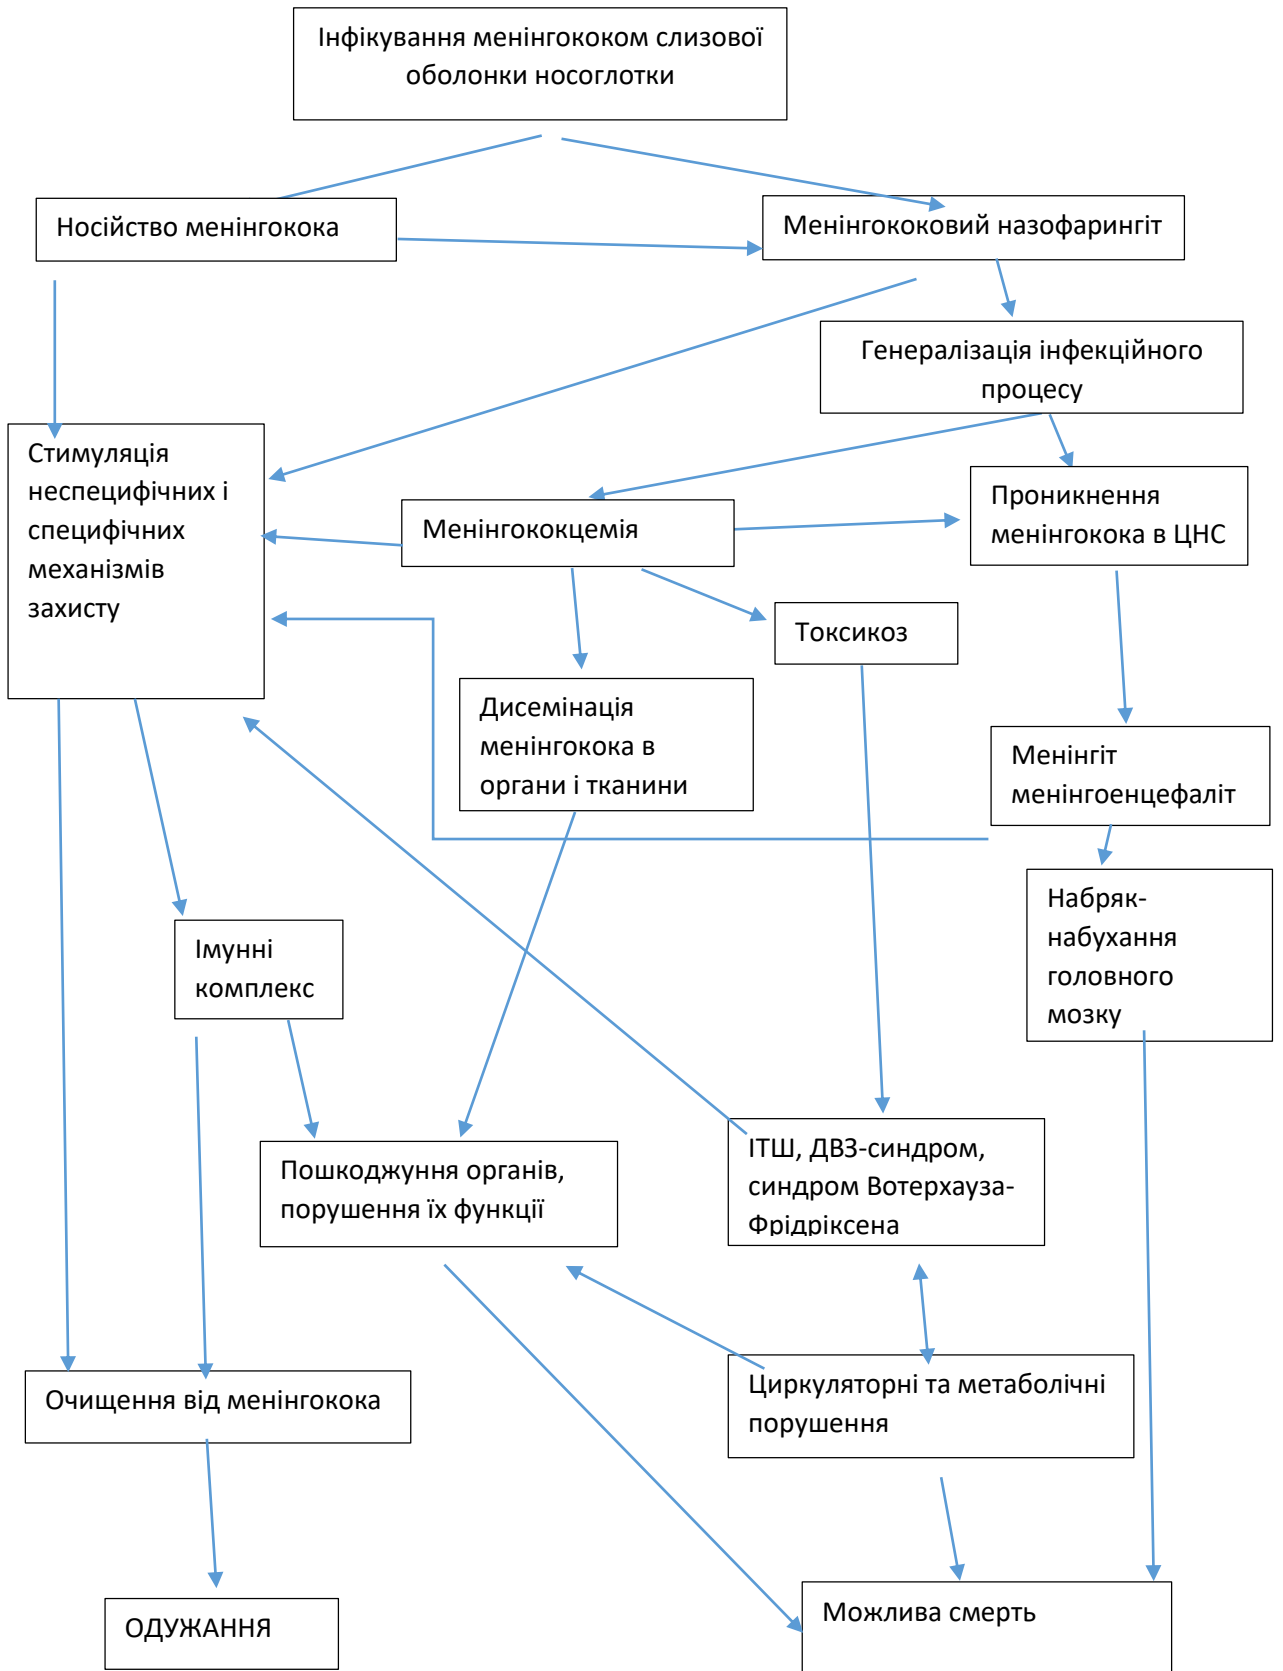 Інфікування менінгококом слизової
оболонки носоглотки
Носійство менінгокока
Менінгококовий назофарингіт
Генералізація інфекційного
процесу
Стимуляція
неспецифічних і
специфічних
механізмів
захисту
Менінгококцемія
Проникнення
менінгокока в ЦНС
Токсикоз
Дисемінація
менінгокока в
органи і тканини
Менінгіт
менінгоенцефаліт
Набряк-
набухання
головного
мозку
Імунні
комплекс
Пошкоджуння органів,
порушення їх функції
ІТШ, ДВЗ-синдром,
синдром Вотерхауза-
Фрідріксена
Циркуляторні та метаболічні
порушення
Очищення від менінгокока
ОДУЖАННЯ
Можлива смерть